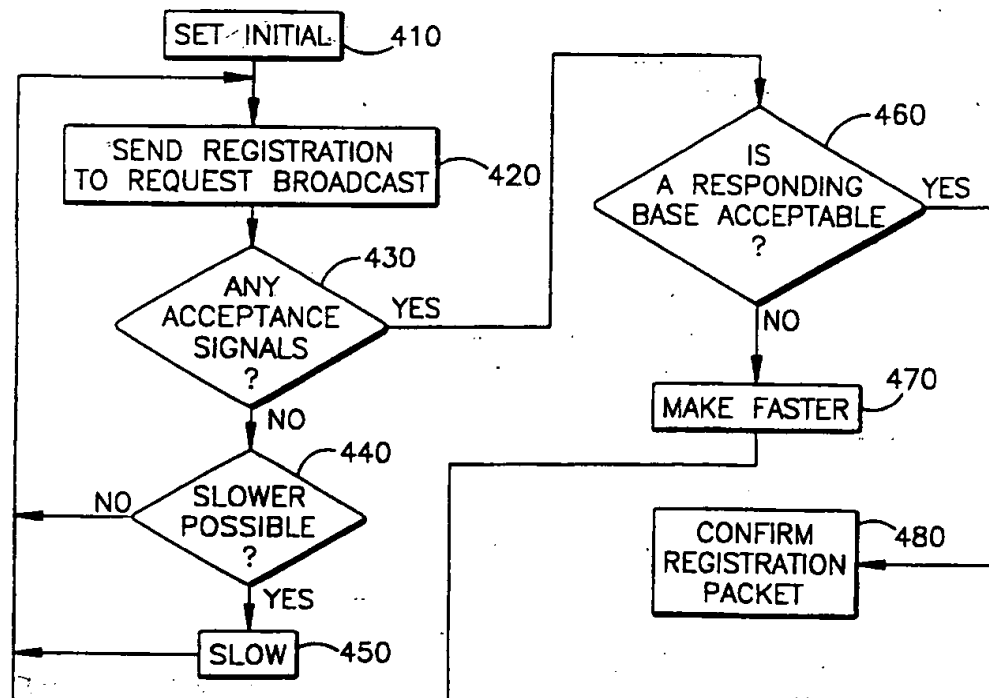 SET INITIAL
410
SEND REGISTRATION
TO REQUEST BROADCAST
420
ANY
ACCEPTANCE
SIGNALS
?
430
YES
NO
SLOWER
POSSIBLE
?
440
NO
YES
SLOW
450
IS
A RESPONDING
BASE ACCEPTABLE
?
460
YES
NO
MAKE FASTER
470
CONFIRM
REGISTRATION
PACKET
480